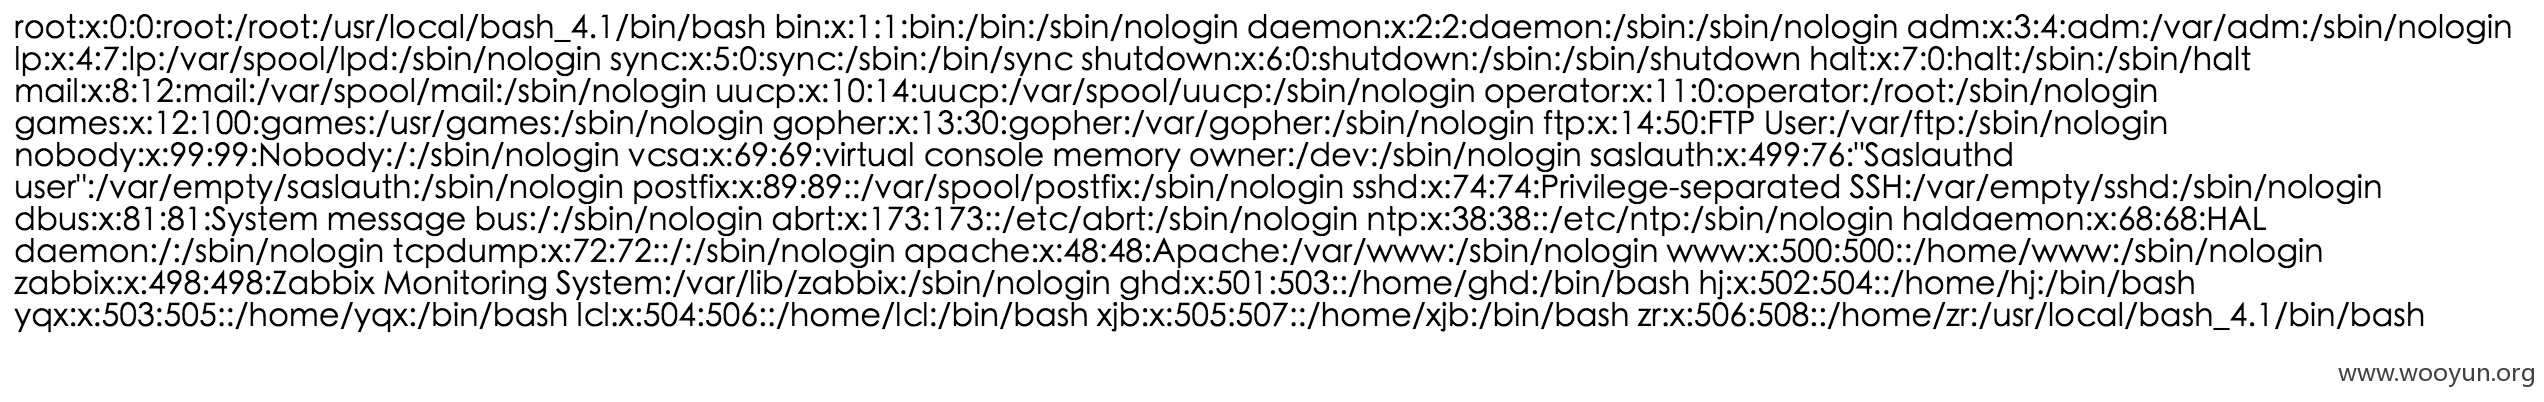 root:x:0:0:root:/root:/usr/local/bash_4.1/bin/bash bin:x:1:1:bin:/bin:/sbin/nologin daemon:x:2:2:daemon:/sbin:/sbin/nologin adm:x:3:4:adm:/var/adm:/sbin/nologin
lp:x:4:7:lp:/var/spool/lpd:/sbin/nologin sync:x:5:0:sync:/sbin:/bin/sync shutdown:x:6:0:shutdown:/sbin:/sbin/shutdown halt:x:7:0:halt:/sbin:/sbin/halt
mail:x:8:12:mail:/var/spool/mail:/sbin/nologin uucp:x:10:14:uucp:/var/spool/uucp:/sbin/nologin operator:x:11:0:operator:/root:/sbin/nologin
games:x:12:100:games:/usr/games:/sbin/nologin gopher:x:13:30:gopher:/var/gopher:/sbin/nologin ftp:x:14:50:FTP User:/var/ftp:/sbin/nologin
nobody:x:99:99:Nobody:/:/sbin/nologin vcsa:x:69:69:virtual console memory owner:/dev:/sbin/nologin saslauth:x:499:76:"Saslauthd
user":/var/empty/saslauth:/sbin/nologin postfix:x:89:89::/var/spool/postfix:/sbin/nologin sshd:x:74:74:Privilege-separated SSH:/var/empty/sshd:/sbin/nologin
dbus:x:81:81:System message bus:/:/sbin/nologin abrt:x:173:173::/etc/abrt:/sbin/nologin ntp:x:38:38::/etc/ntp:/sbin/nologin haldaemon:x:68:68:HAL
daemon:/:/sbin/nologin tcpdump:x:72:72::/:/sbin/nologin apache:x:48:48:Apache:/var/www:/sbin/nologin www:x:500:500::/home/www:/sbin/nologin
zabbix:x:498:498:Zabbix Monitoring System:/var/lib/zabbix:/sbin/nologin ghd:x:501:503::/home/ghd:/bin/bash hj:x:502:504::/home/hj:/bin/bash
yqx:x:503:505::/home/yqx:/bin/bash lcl:x:504:506::/home/lcl:/bin/bash xjb:x:505:507::/home/xjb:/bin/bash zr:x:506:508::/home/zr:/usr/local/bash_4.1/bin/bash
www.wooyun.org